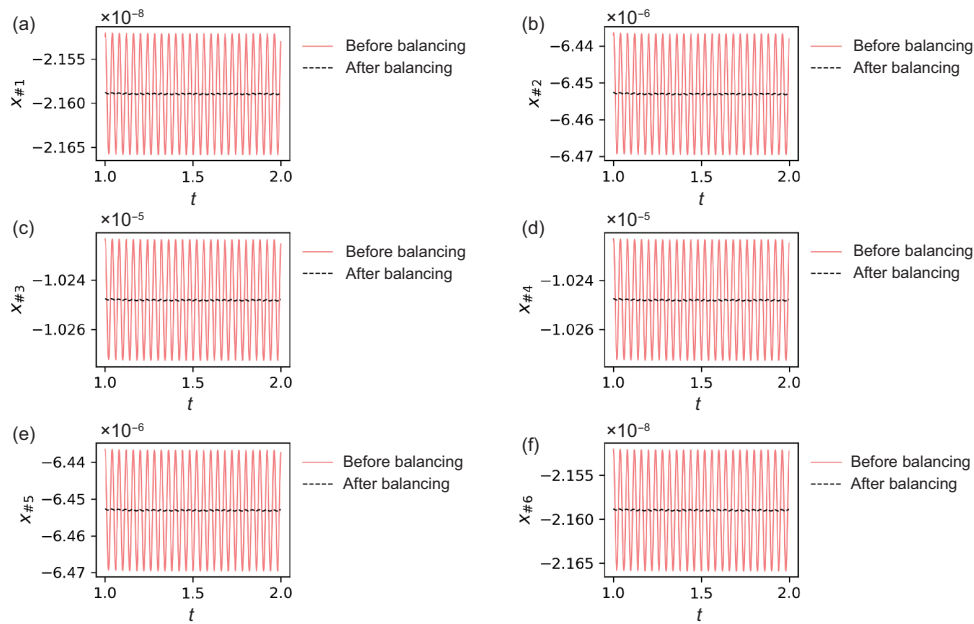 (a)
×10⁻⁸
−2.155
−2.160
−2.165
x#1
1.0
1.5
2.0
t
Before balancing
After balancing
(b)
×10⁻⁶
−6.44
−6.45
−6.46
−6.47
x#2
1.0
1.5
2.0
t
Before balancing
After balancing
(c)
×10⁻⁵
−1.024
−1.026
x#3
1.0
1.5
2.0
t
Before balancing
After balancing
(d)
×10⁻⁵
−1.024
−1.026
x#4
1.0
1.5
2.0
t
Before balancing
After balancing
(e)
×10⁻⁶
−6.44
−6.45
−6.46
−6.47
x#5
1.0
1.5
2.0
t
Before balancing
After balancing
(f)
×10⁻⁸
−2.155
−2.160
−2.165
x#6
1.0
1.5
2.0
t
Before balancing
After balancing